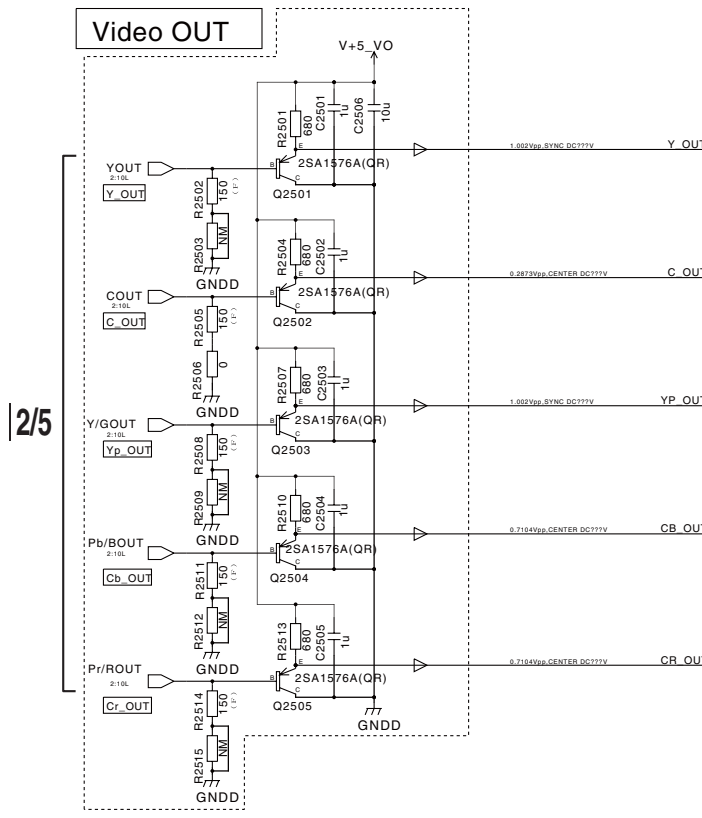 Video OUT
V+5_VO
R2501
680
C2501
1u
C2506
10u
E
1.002Vpp,SYNC DC???V
Y_OUT
YOUT
2:10L
Y_OUT
B
2SA1576A(QR)
C
Q2501
R2502
150
(F)
R2503
NM
GNDD
R2504
680
C2502
1u
E
0.2873Vpp,CENTER DC???V
C_OUT
COUT
2:10L
C_OUT
B
2SA1576A(QR)
C
Q2502
R2505
150
(F)
R2506
0
GNDD
R2507
680
C2503
1u
E
1.002Vpp,SYNC DC???V
YP_OUT
2/5
Y/GOUT
2:10L
Yp_OUT
B
2SA1576A(QR)
C
Q2503
R2508
150
(F)
R2509
NM
GNDD
R2510
680
C2504
1u
E
0.7104Vpp,CENTER DC???V
CB_OUT
Pb/BOUT
2:10L
Cb_OUT
B
2SA1576A(QR)
C
Q2504
R2511
150
(F)
R2512
NM
GNDD
R2513
680
C2505
1u
E
0.7104Vpp,CENTER DC???V
CR_OUT
Pr/ROUT
2:10L
Cr_OUT
B
2SA1576A(QR)
C
Q2505
R2514
150
(F)
R2515
NM
GNDD
GNDD